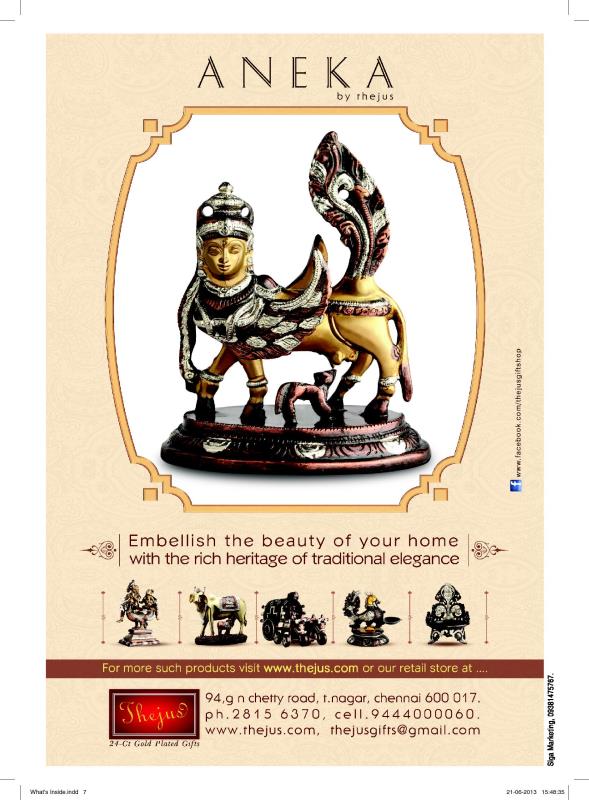 ANEKA
by thejus
www.facebook.com/thejusgiftshop
Embellish the beauty of your home
with the rich heritage of traditional elegance
For more such products visit www.thejus.com or our retail store at ....
Thejus
24-Ct Gold Plated Gifts
94,g n chetty road, t.nagar, chennai 600 017.
ph.2815 6370, cell.9444000060.
www.thejus.com, thejusgifts@gmail.com
Siga Marketing, 09381475767.
What's Inside.indd 7
21-06-2013 15:48:35